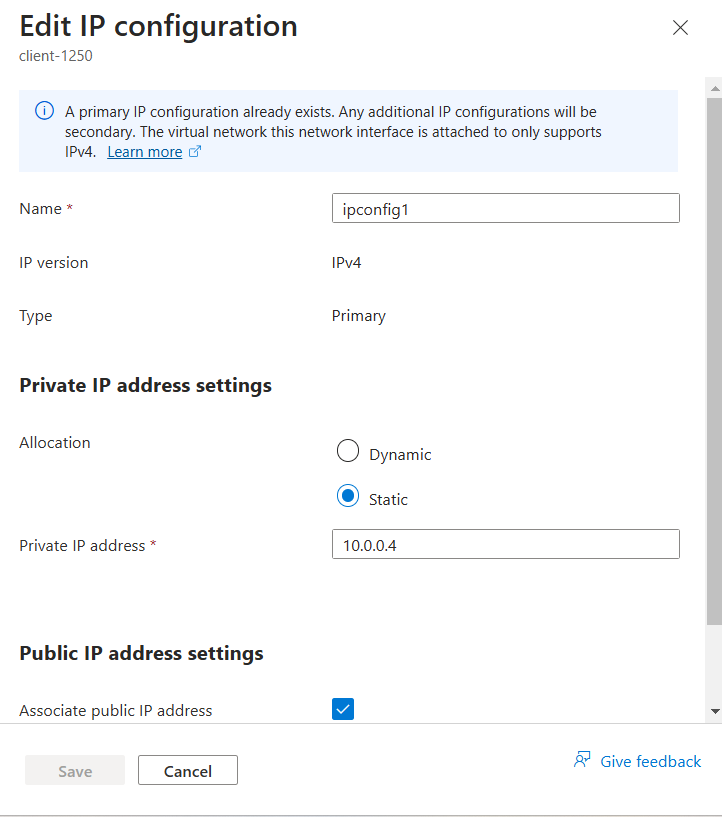 Edit IP configuration
client-1250
A primary IP configuration already exists. Any additional IP configurations will be
secondary. The virtual network this network interface is attached to only supports
IPv4. Learn more
Name *
ipconfig1
IP version
IPv4
Type
Primary
Private IP address settings
Allocation
Dynamic
Static
Private IP address *
10.0.0.4
Public IP address settings
Associate public IP address
Save
Cancel
Give feedback